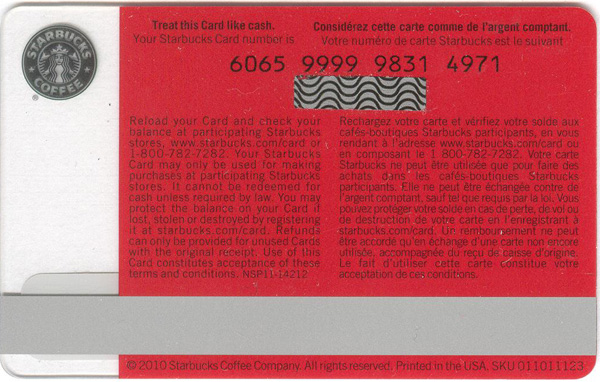 Treat this Card like cash.
Your Starbucks Card number is
Considérez cette carte comme de l'argent comptant.
Votre numéro de carte Starbucks est le suivant
6065 9999 9831 4971
STARBUCKS
COFFEE
®
Reload your Card and check your
balance at participating Starbucks
stores, www.starbucks.com/card or
1-800-782-7282. Your Starbucks
Card may only be used for making
purchases at participating Starbucks
stores. It cannot be redeemed for
cash unless required by law. You may
protect the balance on your Card if
lost, stolen or destroyed by registering
it at starbucks.com/card. Refunds
can only be provided for unused Cards
with the original receipt. Use of this
Card constitutes acceptance of these
terms and conditions. NSP11-14212
Rechargez votre carte et vérifiez votre solde aux
cafés-boutiques Starbucks participants, en vous
rendant à l'adresse www.starbucks.com/card ou
en composant le 1 800-782-7282. Votre carte
Starbucks ne peut être utilisée que pour faire des
achats dans les cafés-boutiques Starbucks
participants. Elle ne peut être échangée contre de
l'argent comptant, sauf tel que requis par la loi. Vous
pouvez protéger votre solde en cas de perte, de vol ou
de destruction de votre carte en l'enregistrant à
starbucks.com/card. Un remboursement ne peut
être accordé qu'en échange d'une carte non encore
utilisée, accompagnée du reçu de caisse d'origine.
Le fait d'utiliser cette carte constitue votre
acceptation de ces conditions.
© 2010 Starbucks Coffee Company. All rights reserved. Printed in the USA. SKU 011011123